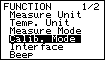 FUNCTION 1/2
Measure Unit
Temp. Unit
Measure Mode
Calib. Mode
Interface
Beep